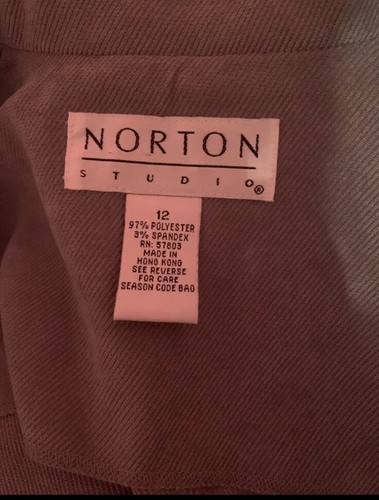 NORTON
STUDIO®
12
97% POLYESTER
3% SPANDEX
RN: 57803
MADE IN
HONG KONG
SEE REVERSE
FOR CARE
SEASON CODE BAO